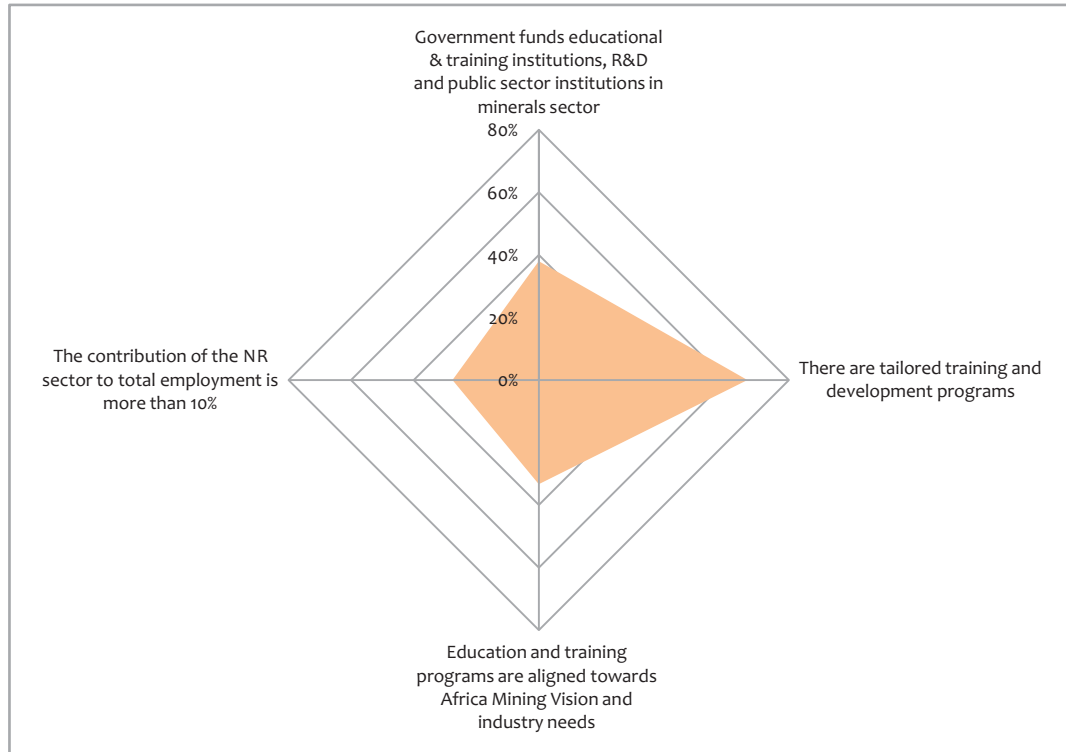 Government funds educational
& training institutions, R&D
and public sector institutions in
minerals sector
80%
60%
40%
20%
0%
The contribution of the NR
sector to total employment is
more than 10%
There are tailored training and
development programs
Education and training
programs are aligned towards
Africa Mining Vision and
industry needs